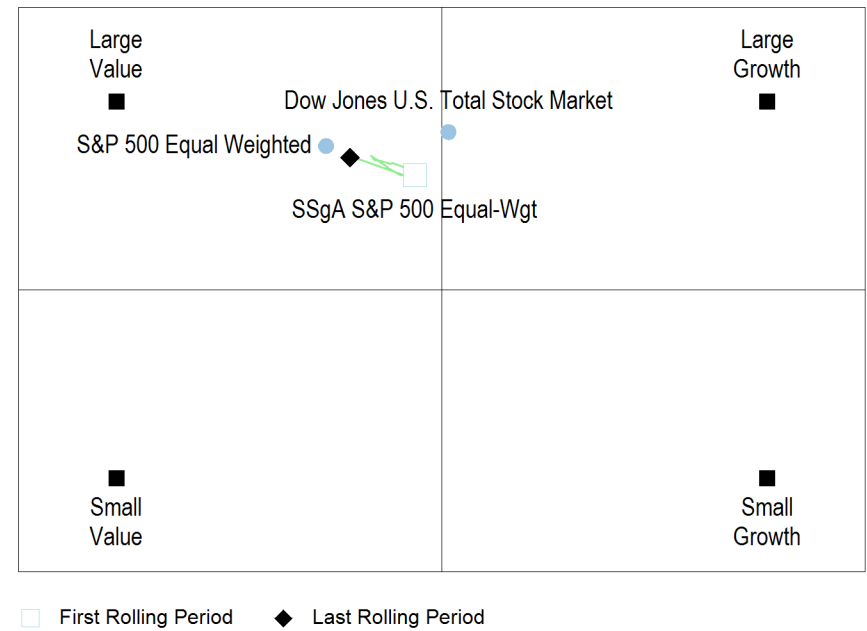 Large
Value
Large
Growth
Dow Jones U.S. Total Stock Market
S&P 500 Equal Weighted
SSgA S&P 500 Equal-Wgt
Small
Value
Small
Growth
First Rolling Period
Last Rolling Period